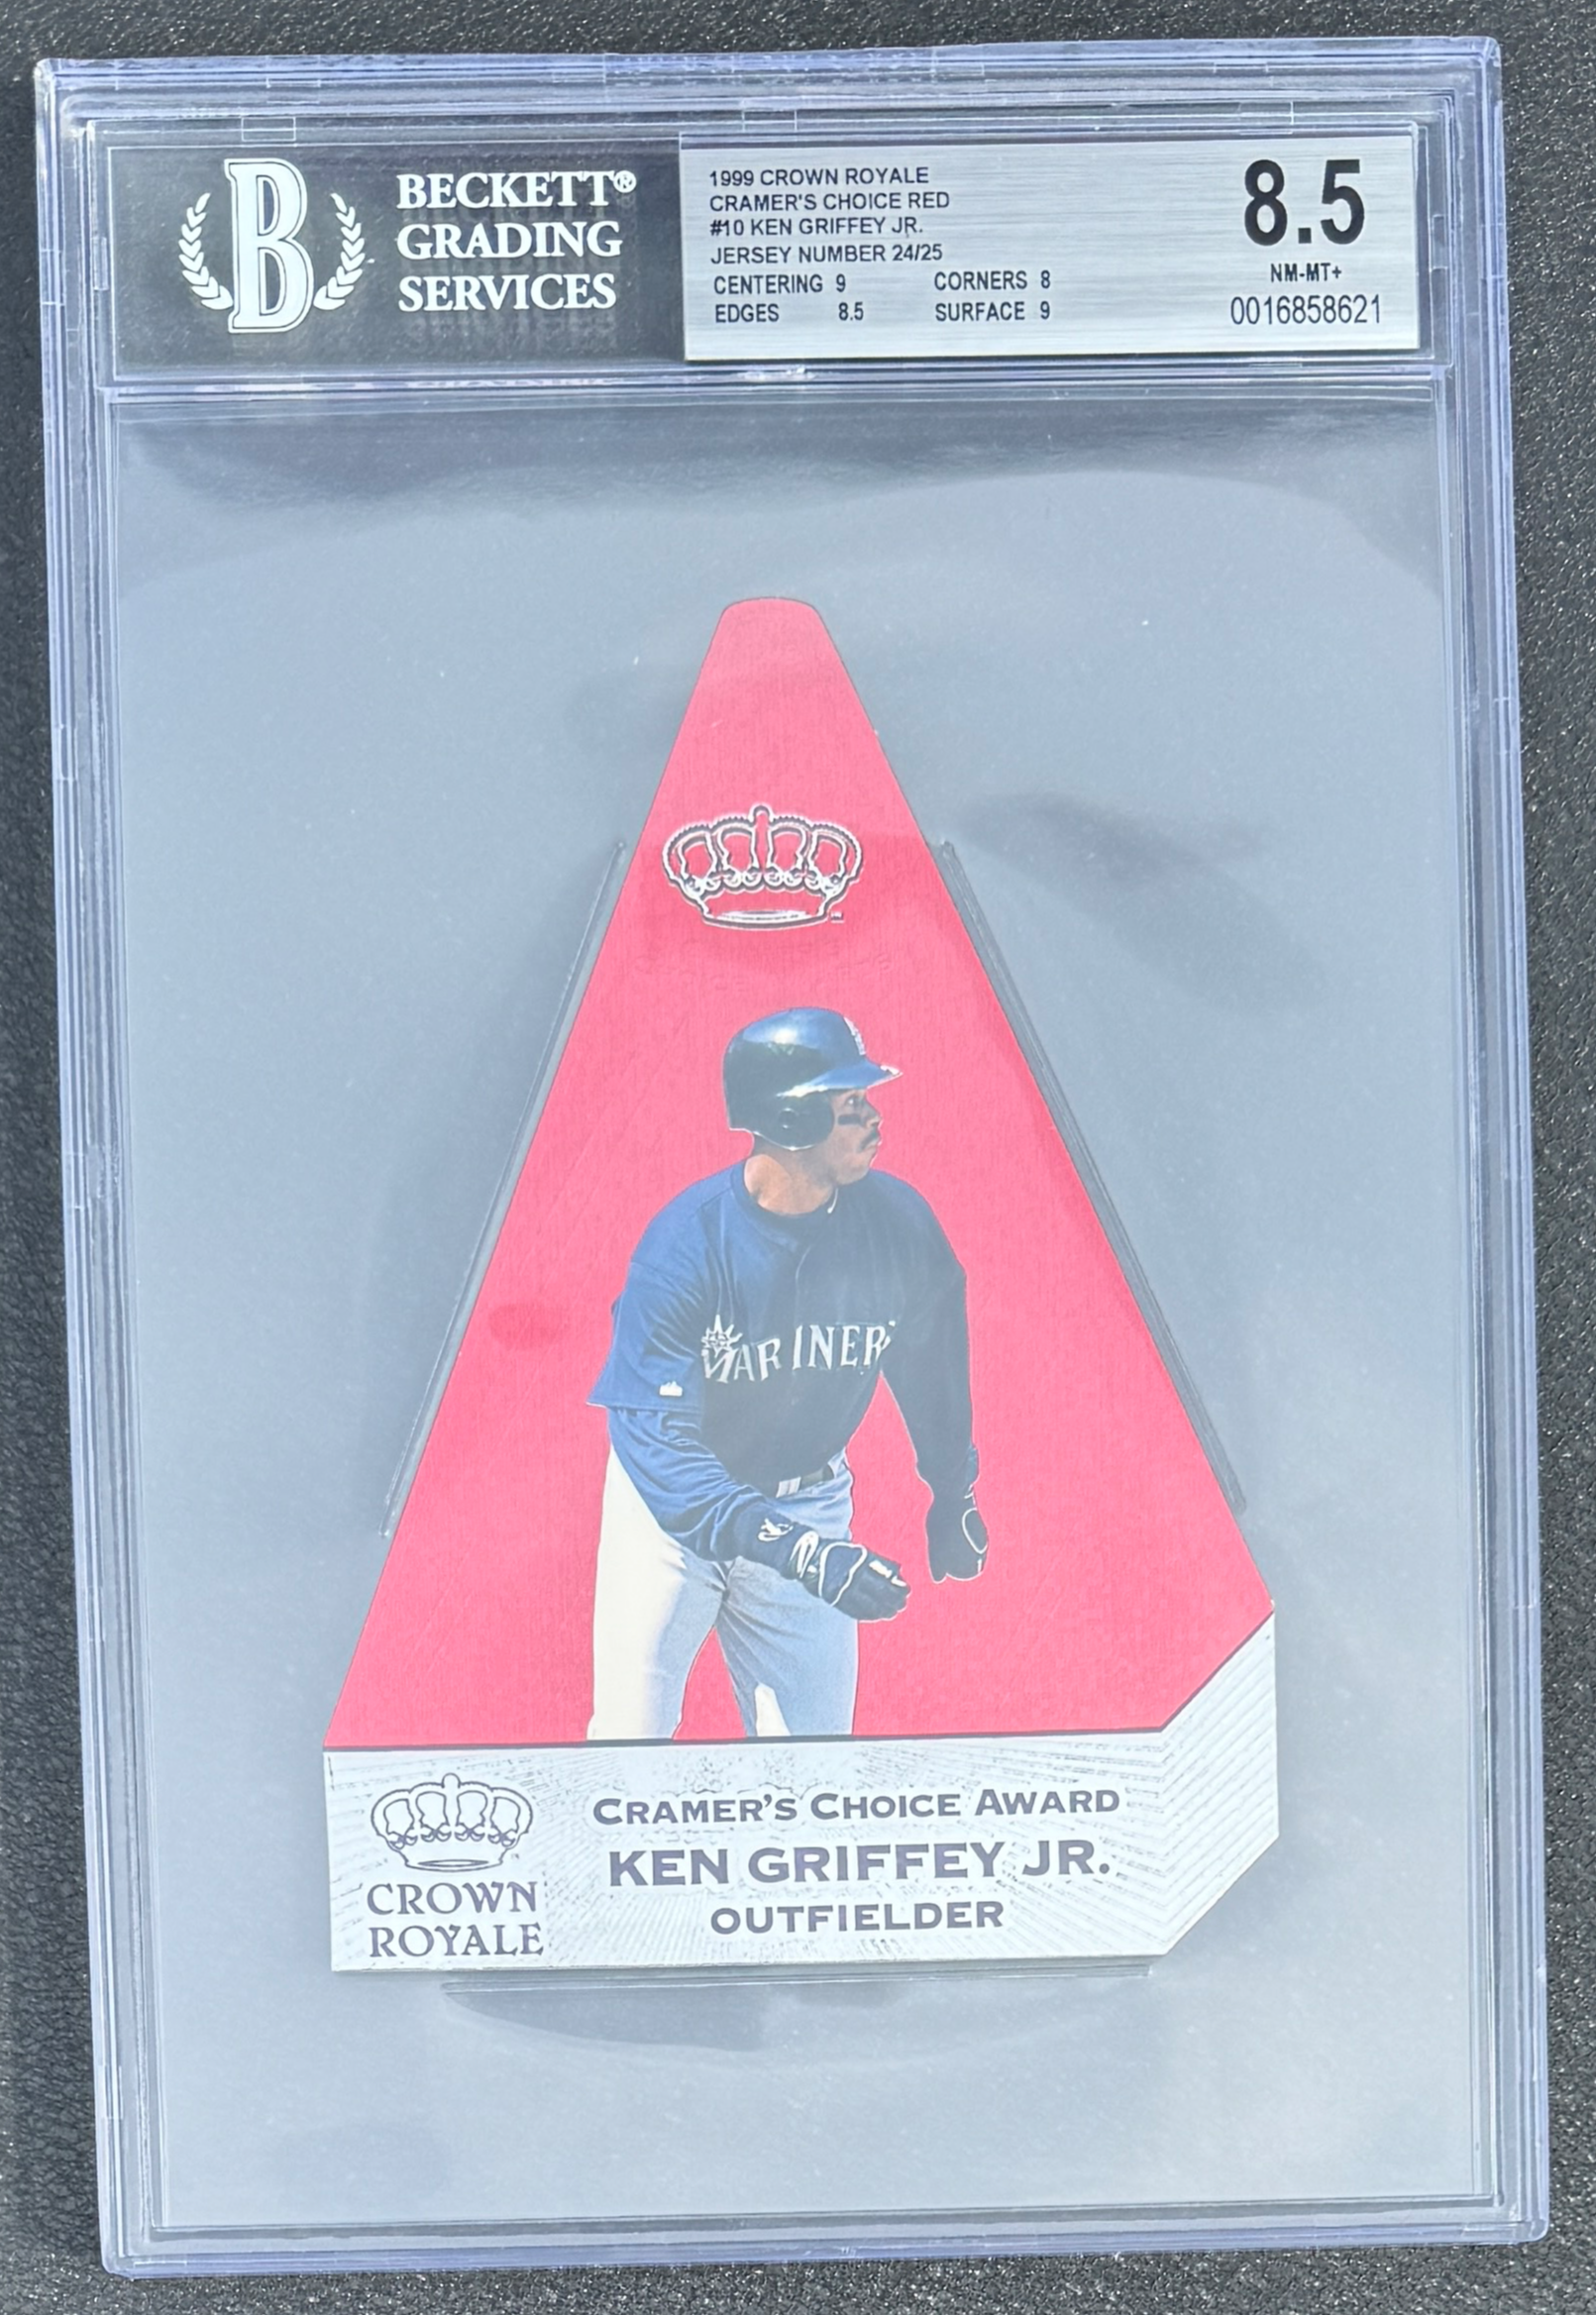 B
BECKETT®
GRADING
SERVICES
1999 CROWN ROYALE
CRAMER'S CHOICE RED
#10 KEN GRIFFEY JR.
JERSEY NUMBER 24/25
CENTERING 9 CORNERS 8
EDGES 8.5 SURFACE 9
8.5
NM-MT+
0016858621
MARINERS
CRAMER'S CHOICE AWARD
KEN GRIFFEY JR.
OUTFIELDER
CROWN
ROYALE